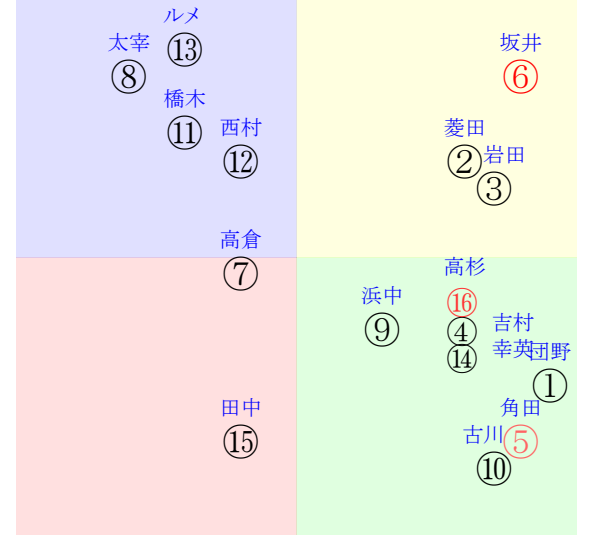 ルメ
⑬
太宰
⑧
坂井
⑥
橋木
⑪
西村
⑫
菱田
②
岩田
③
高倉
⑦
高杉
⑯
浜中
⑨
④
吉村
⑭
幸英
団野
①
田中
⑮
角田
⑤
古川
⑩